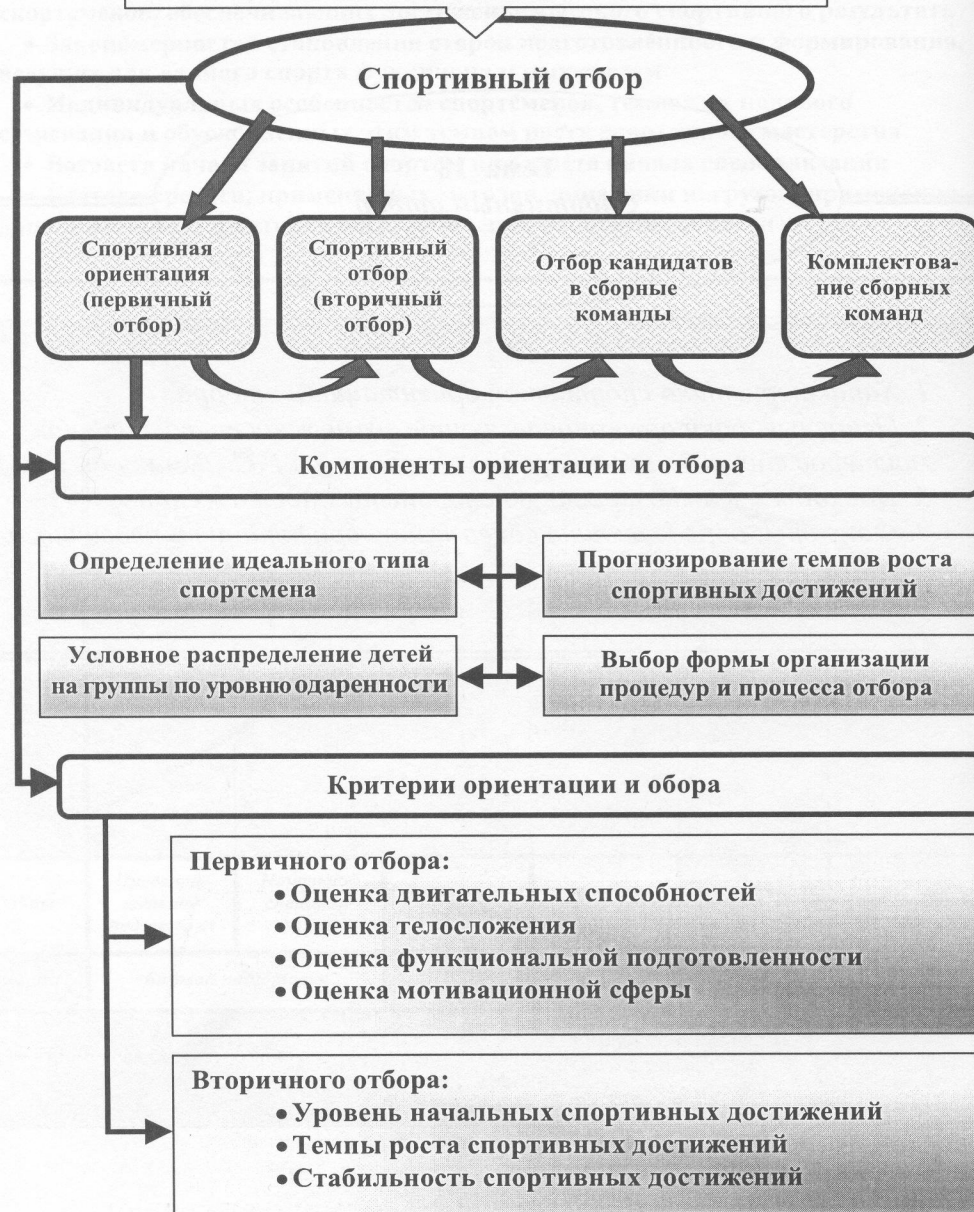 Спортивный отбор
Спортивная
ориентация
(первичный
отбор)
Спортивный
отбор
(вторичный
отбор)
Отбор кандидатов
в сборные
команды
Комплектова-
ние сборных
команд
Компоненты ориентации и отбора
Определение идеального типа
спортсмена
Прогнозирование темпов роста
спортивных достижений
Условное распределение детей
на группы по уровню одаренности
Выбор формы организации
процедур и процесса отбора
Критерии ориентации и обора
Первичного отбора:
•Оценка двигательных способностей
•Оценка телосложения
•Оценка функциональной подготовленности
•Оценка мотивационной сферы
Вторичного отбора:
•Уровень начальных спортивных достижений
•Темпы роста спортивных достижений
•Стабильность спортивных достижений